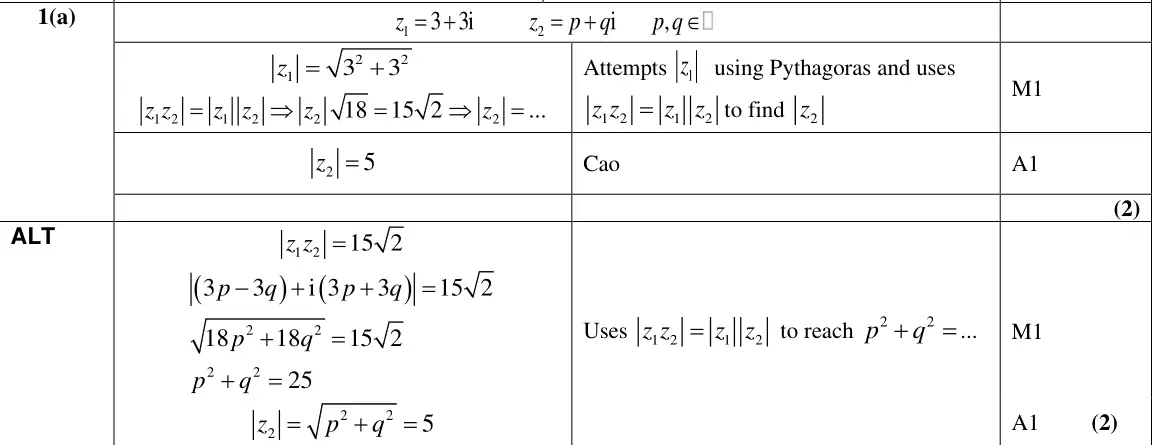 1(a)
z₁ = 3+3i z₂ = p+qi p,q ∈ □
|z₁| = √3² + 3²
|z₁z₂| = |z₁||z₂| ⇒ |z₂|√18 = 15√2 ⇒ |z₂| = ...
Attempts |z₁| using Pythagoras and uses
|z₁z₂| = |z₁||z₂| to find |z₂|
M1
|z₂| = 5
Cao
A1
(2)
ALT
|z₁z₂| = 15√2
|(3p − 3q) + i(3p + 3q)| = 15√2
√18p² + 18q² = 15√2
p² + q² = 25
|z₂| = √p² + q² = 5
Uses |z₁z₂| = |z₁||z₂| to reach p² + q² = ...
M1
A1 (2)